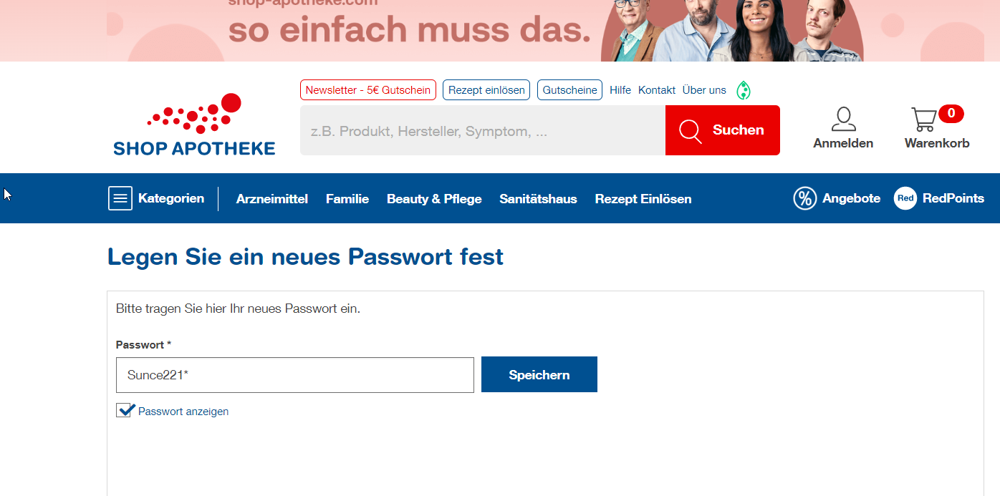 shop-apotheke.com
so einfach muss das.
Newsletter - 5€ Gutschein Rezept einlösen Gutscheine Hilfe Kontakt Über uns
z.B. Produkt, Hersteller, Symptom, ...
Suchen
Anmelden
0
Warenkorb
SHOP APOTHEKE
Kategorien Arzneimittel Familie Beauty & Pflege Sanitätshaus Rezept Einlösen % Angebote Red RedPoints
Legen Sie ein neues Passwort fest
Bitte tragen Sie hier Ihr neues Passwort ein.
Passwort *
Sunce221*
Speichern
Passwort anzeigen